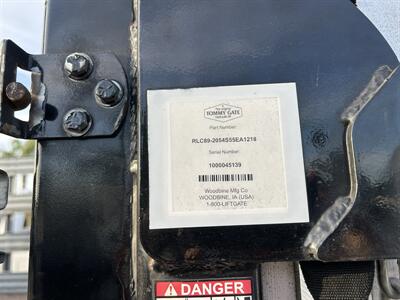 TOMMY GATE
Part Number:
RLC89-2054S55EA1218
Serial Number:
1000045139
Woodbine Mfg Co
WOODBINE, IA (USA)
1-800-LIFTGATE
DANGER